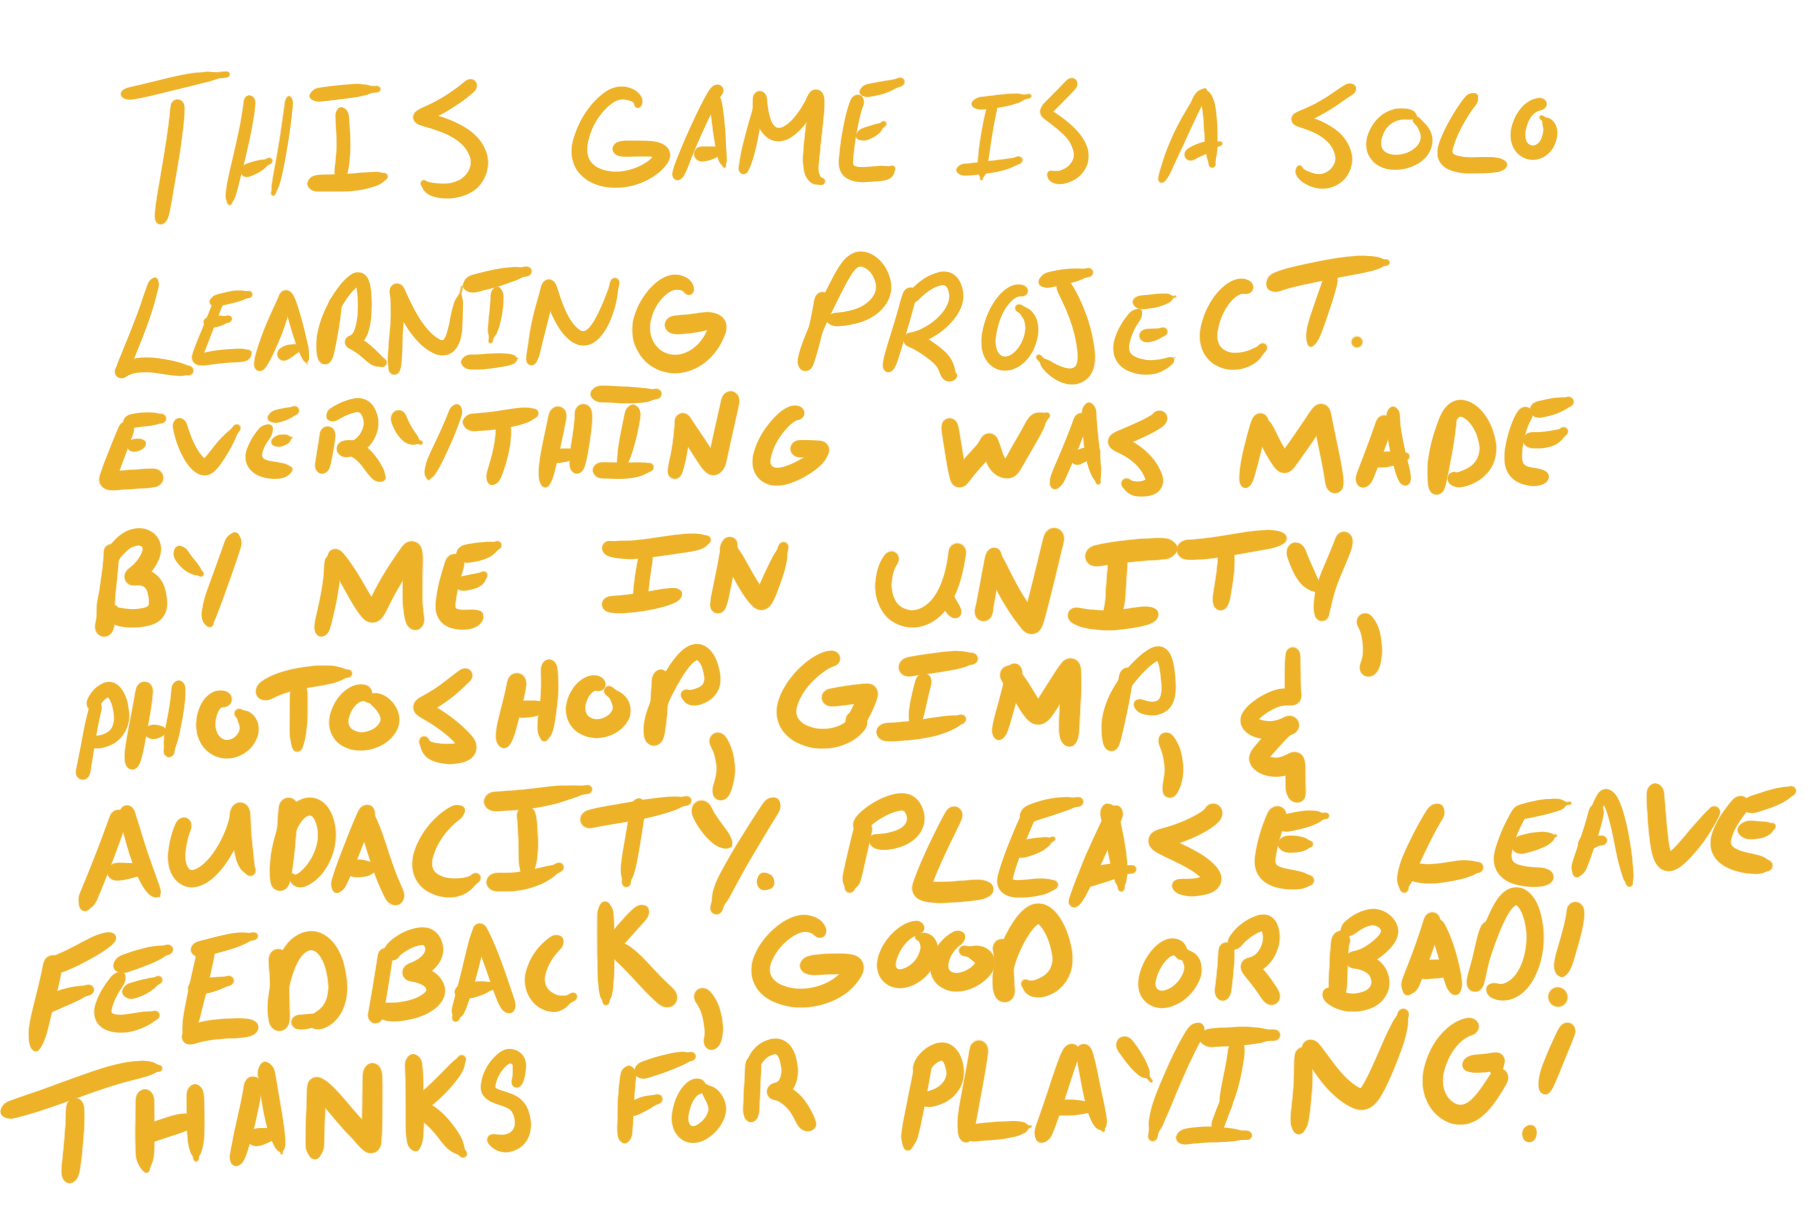 THIS GAME IS A SOLO
LEARNING PROJECT.
EVERYTHING WAS MADE
BY ME IN UNITY,
PHOTOSHOP, GIMP, &
AUDACITY. PLEASE LEAVE
FEEDBACK, GOOD OR BAD!
THANKS FOR PLAYING!